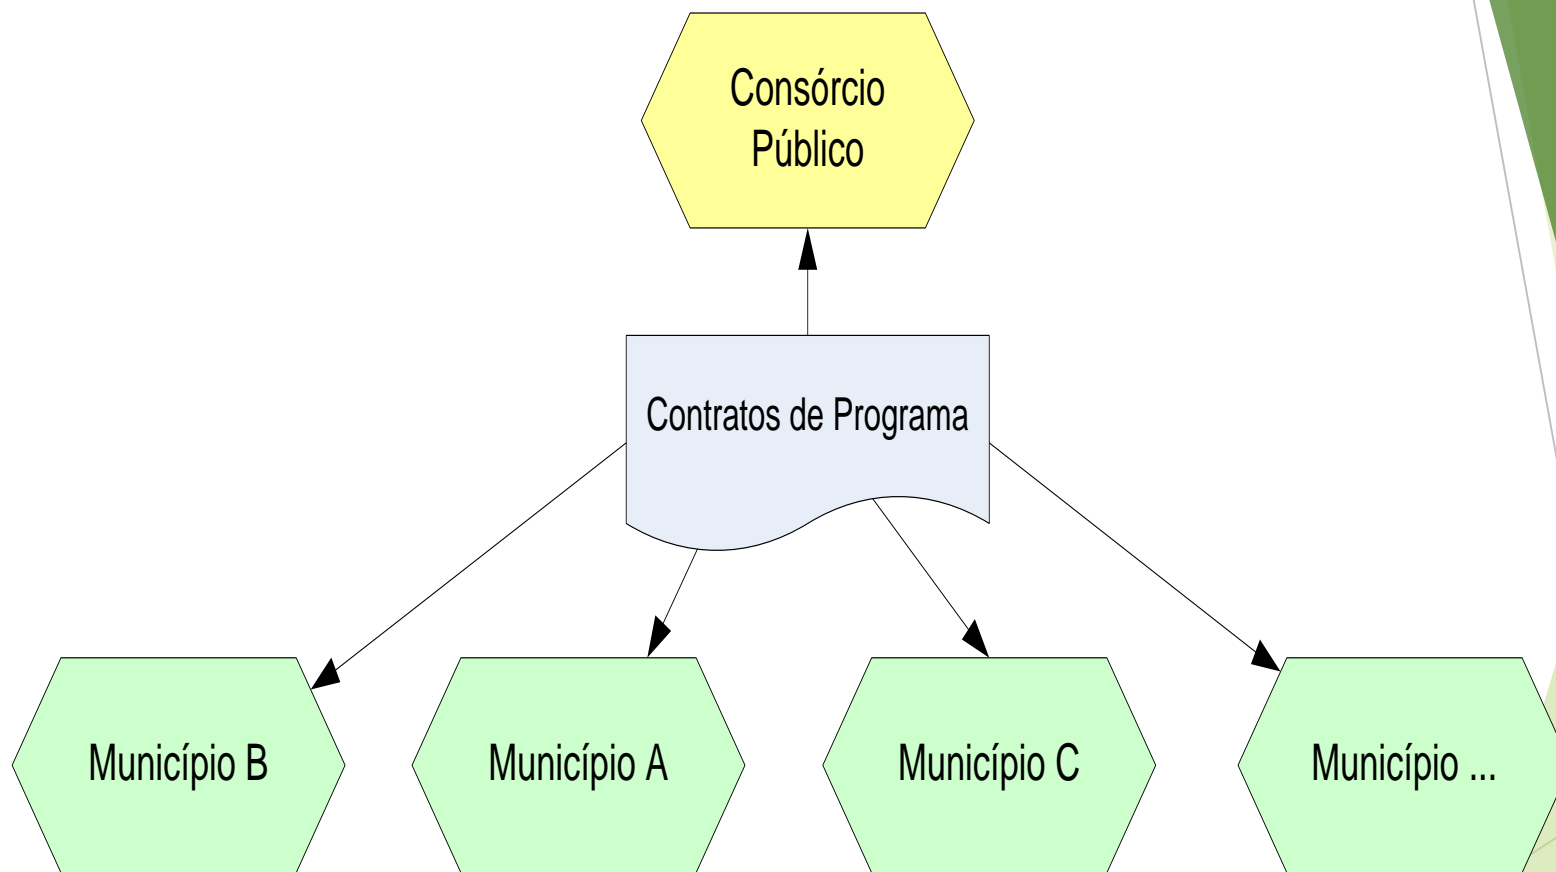 Consórcio
Público
Contratos de Programa
Município B
Município A
Município C
Município ...